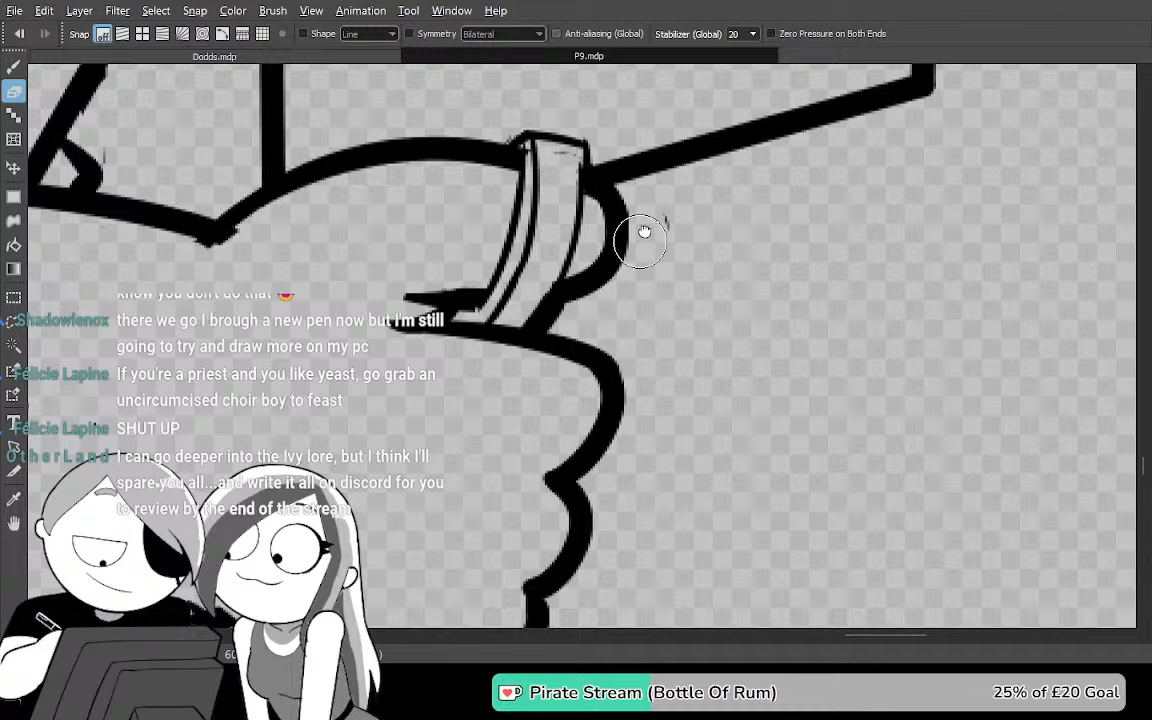 File Edit Layer Filter Select Snap Color Brush View Animation Tool Window Help
Snap off Shape Line Symmetry Bilateral Anti-aliasing (Global) Stabilizer (Global) 20 Zero Pressure on Both Ends
Dodds.mdp P9.mdp
know you don't do that
Shadowlenox there we go I brough a new pen now but I'm still
going to try and draw more on my pc
Félicie Lapine If you're a priest and you like yeast, go grab an
uncircumcised choir boy to feast
Félicie Lapine SHUT UP
OtherLand I can go deeper into the Ivy lore, but I think I'll
spare you all...and write it all on discord for you
to review by the end of the stream
Pirate Stream (Bottle Of Rum) 25% of £20 Goal